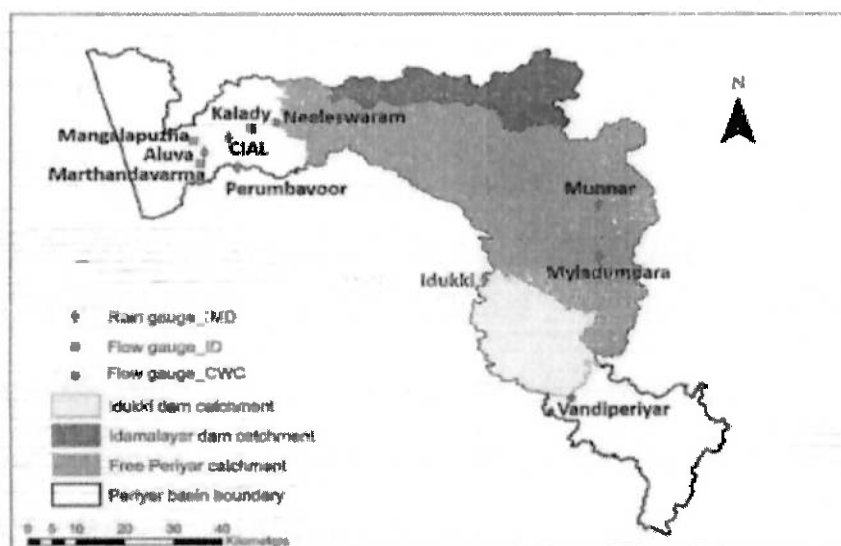 N
Kalady
Neeleswaram
Mangalapuzha
CIAL
Aluva
Marthandavarma
Perumbavoor
Munnar
Idukki
Myladumpara
Rain gauge_IMD
Flow gauge_ID
Flow gauge_CWC
Idukki dam catchment
Vandiperiyar
Idamalayar dam catchment
Free Periyar catchment
Periyar basin boundary
0 5 10 20 30 40
Kilometers